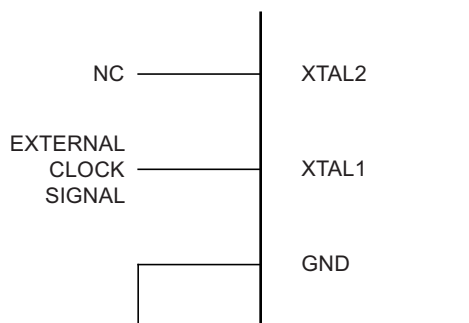 NC
XTAL2
EXTERNAL
CLOCK
SIGNAL
XTAL1
GND